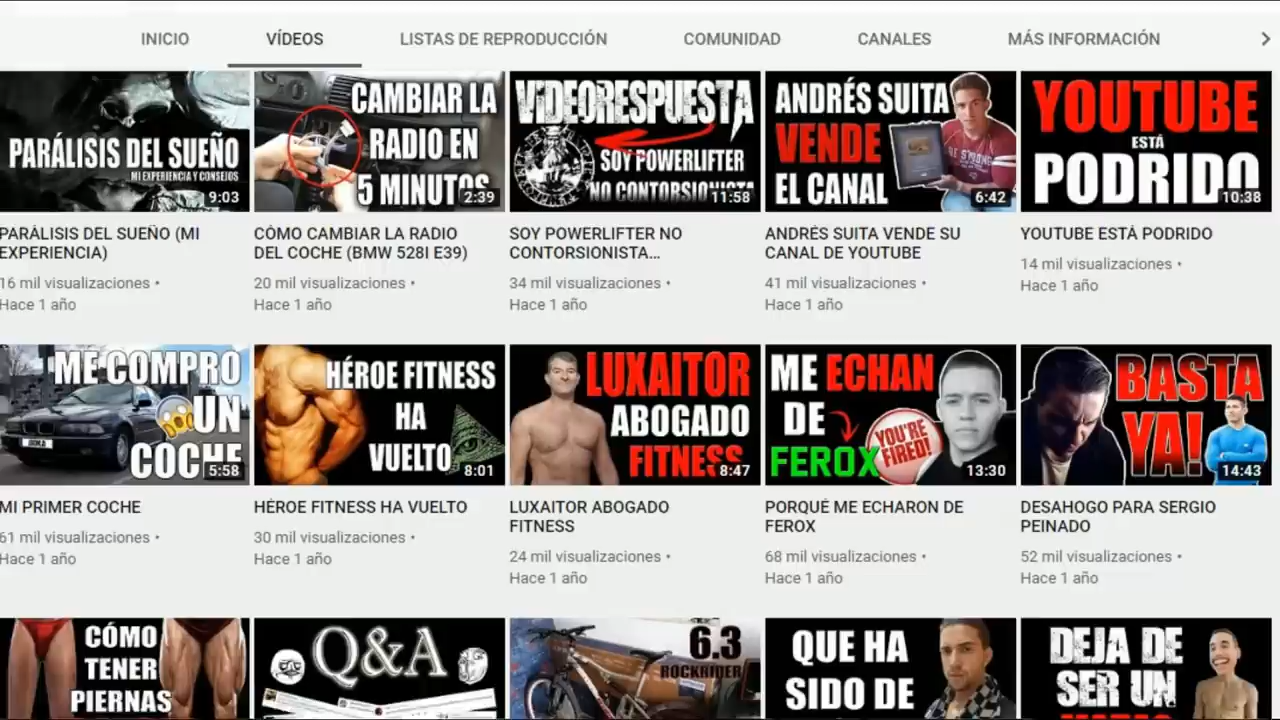 INICIO
VÍDEOS
LISTAS DE REPRODUCCIÓN
COMUNIDAD
CANALES
MÁS INFORMACIÓN
PARÁLISIS DEL SUEÑO
MI EXPERIENCIA Y CONSEJOS
9:03
CAMBIAR LA
RADIO EN
5 MINUTOS
2:39
VIDEORESPUESTA
SOY POWERLIFTER
NO CONTORSIONISTA
11:58
ANDRÉS SUITA
VENDE
EL CANAL
6:42
YOUTUBE
ESTÁ
PODRIDO
10:38
PARÁLISIS DEL SUEÑO (MI
EXPERIENCIA)
16 mil visualizaciones •
Hace 1 año
CÓMO CAMBIAR LA RADIO
DEL COCHE (BMW 528I E39)
20 mil visualizaciones •
Hace 1 año
SOY POWERLIFTER NO
CONTORSIONISTA...
34 mil visualizaciones •
Hace 1 año
ANDRÉS SUITA VENDE SU
CANAL DE YOUTUBE
41 mil visualizaciones •
Hace 1 año
YOUTUBE ESTÁ PODRIDO
14 mil visualizaciones •
Hace 1 año
ME COMPRO
UN
COCHE
5:58
HÉROE FITNESS
HA
VUELTO
8:01
LUXAITOR
ABOGADO
FITNESS
8:47
ME ECHAN
DE
FEROX
YOU'RE
FIRED!
13:30
BASTA
YA!
14:43
MI PRIMER COCHE
61 mil visualizaciones •
Hace 1 año
HÉROE FITNESS HA VUELTO
30 mil visualizaciones •
Hace 1 año
LUXAITOR ABOGADO
FITNESS
24 mil visualizaciones •
Hace 1 año
PORQUÉ ME ECHARON DE
FEROX
68 mil visualizaciones •
Hace 1 año
DESAHOGO PARA SERGIO
PEINADO
52 mil visualizaciones •
Hace 1 año
CÓMO
TENER
PIERNAS
Q&A
6.3
ROCKRIDER
QUE HA
SIDO DE
DEJA DE
SER UN